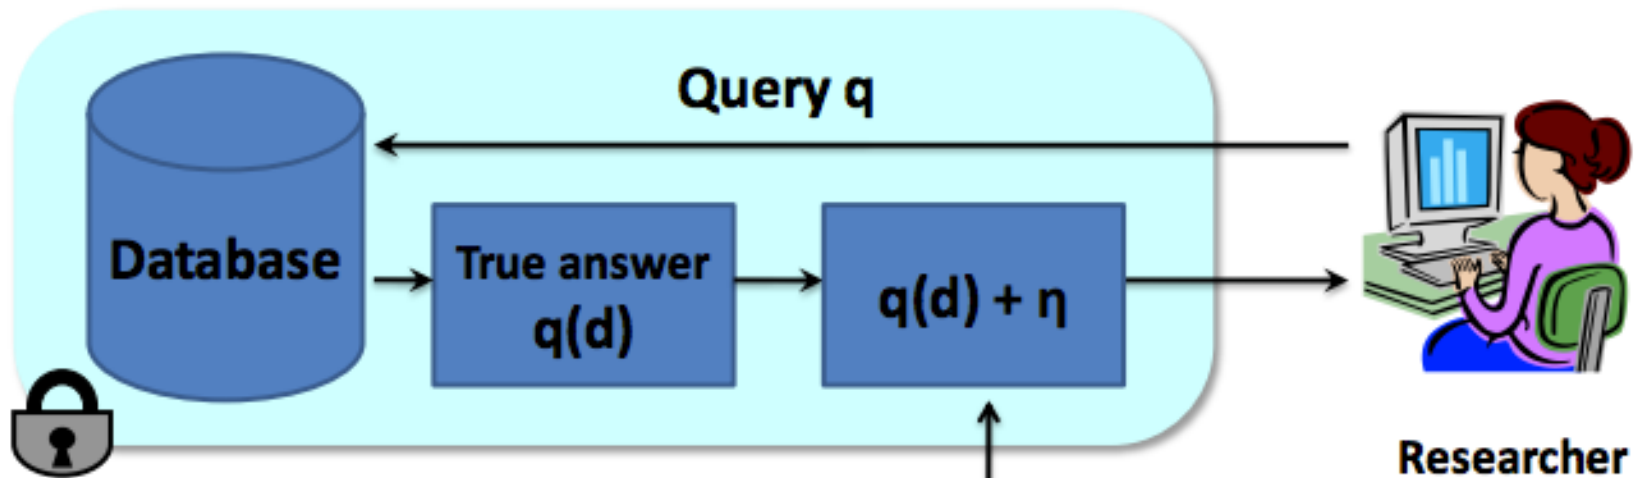 Query q
Database
True answer
q(d)
q(d) + η
Researcher